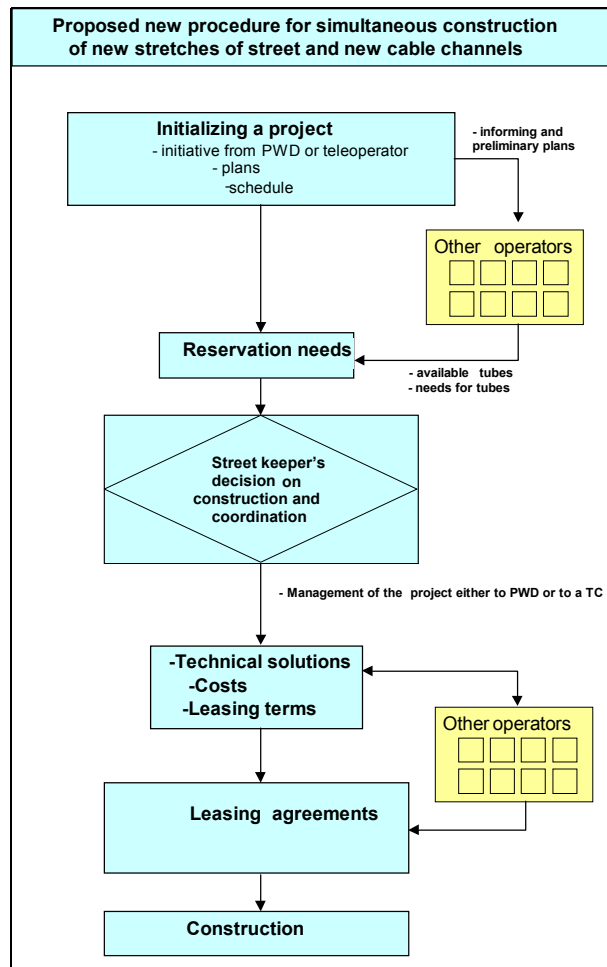 Proposed new procedure for simultaneous construction
of new stretches of street and new cable channels
Initializing a project
- initiative from PWD or teleoperator
- plans
-schedule
- informing and
preliminary plans
Other operators
Reservation needs
- available tubes
- needs for tubes
Street keeper's
decision on
construction and
coordination
- Management of the project either to PWD or to a TC
-Technical solutions
-Costs
-Leasing terms
Other operators
Leasing agreements
Construction